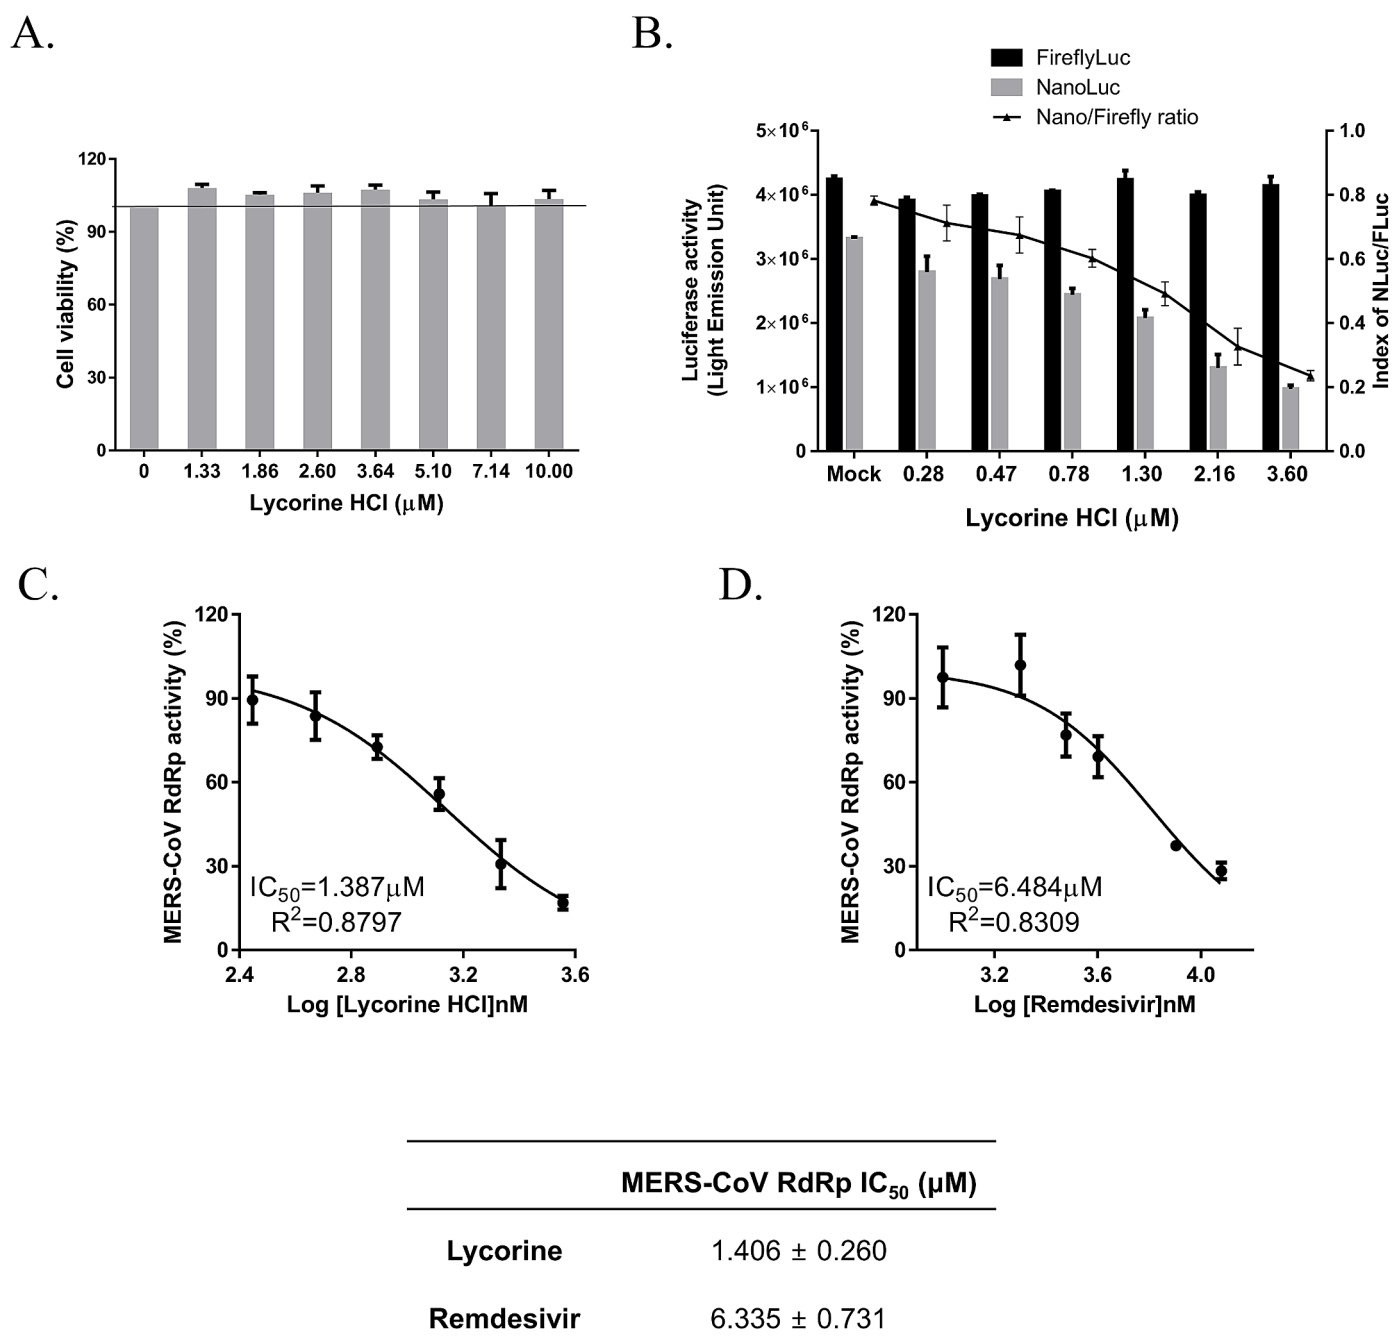 A.
120
90
60
30
0
Cell viability (%)
0 1.33 1.86 2.60 3.64 5.10 7.14 10.00
Lycorine HCl (μM)
B.
FireflyLuc
NanoLuc
Nano/Firefly ratio
5×10⁶
4×10⁶
3×10⁶
2×10⁶
1×10⁶
0
Luciferase activity
(Light Emission Unit)
1.0
0.8
0.6
0.4
0.2
0.0
Index of NLuc/FLuc
Mock 0.28 0.47 0.78 1.30 2.16 3.60
Lycorine HCl (μM)
C.
120
90
60
30
0
MERS-CoV RdRp activity (%)
IC₅₀=1.387μM
R²=0.8797
2.4 2.8 3.2 3.6
Log [Lycorine HCl]nM
D.
120
90
60
30
0
MERS-CoV RdRp activity (%)
IC₅₀=6.484μM
R²=0.8309
3.2 3.6 4.0
Log [Remdesivir]nM
MERS-CoV RdRp IC₅₀ (μM)
Lycorine 1.406 ± 0.260
Remdesivir 6.335 ± 0.731